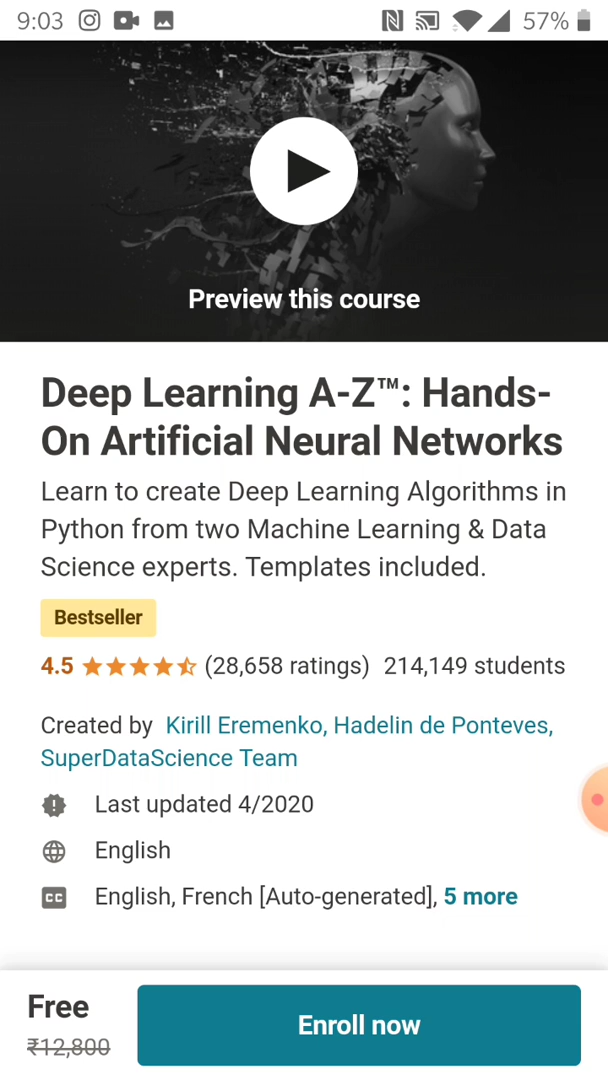 9:03 57%
Preview this course
Deep Learning A-Z™: Hands-
On Artificial Neural Networks
Learn to create Deep Learning Algorithms in
Python from two Machine Learning & Data
Science experts. Templates included.
Bestseller
4.5 (28,658 ratings) 214,149 students
Created by Kirill Eremenko, Hadelin de Ponteves,
SuperDataScience Team
Last updated 4/2020
English
CC English, French [Auto-generated], 5 more
Free
₹12,800
Enroll now